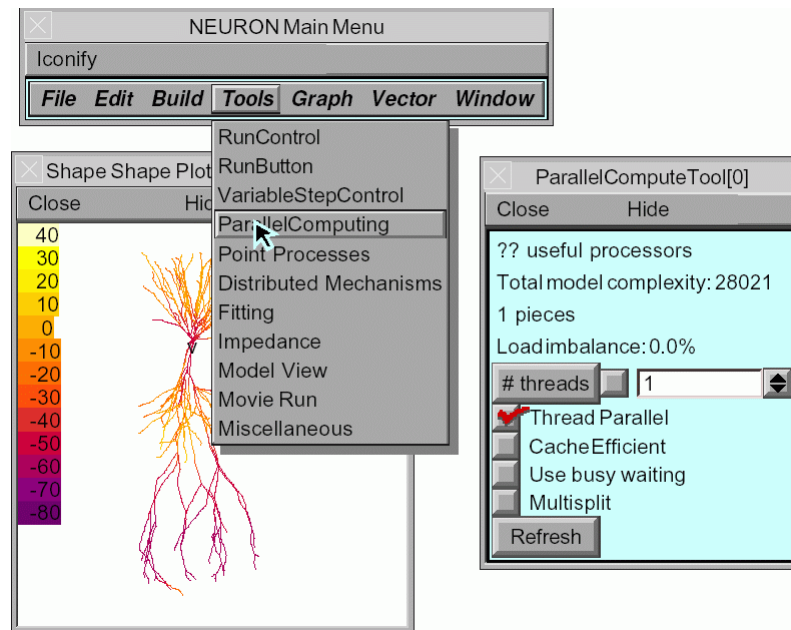 NEURON Main Menu
Iconify
File Edit Build Tools Graph Vector Window
RunControl
RunButton
VariableStepControl
ParallelComputing
Point Processes
Distributed Mechanisms
Fitting
Impedance
Model View
Movie Run
Miscellaneous
Shape Shape Plot
Close
40
30
20
10
0
-10
-20
-30
-40
-50
-60
-70
-80
ParallelComputeTool[0]
Close Hide
?? useful processors
Total model complexity: 28021
1 pieces
Load imbalance: 0.0%
# threads 1
Thread Parallel
CacheEfficient
Use busy waiting
Multisplit
Refresh